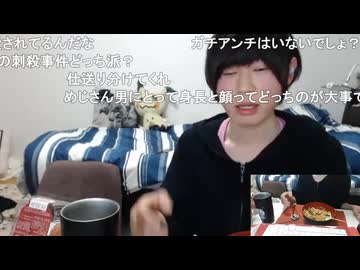 されてるんだな
ガチアンチはいないでしょ？
の刺殺事件どっち派？
仕送り分けてくれ
めじさん男にとって身長と顔ってどっちのが大事で